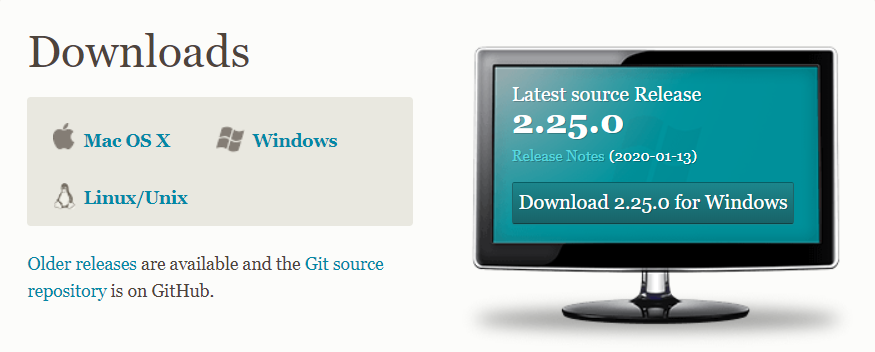 Downloads
Mac OS X
Windows
Linux/Unix
Older releases are available and the Git source
repository is on GitHub.
Latest source Release
2.25.0
Release Notes (2020-01-13)
Download 2.25.0 for Windows